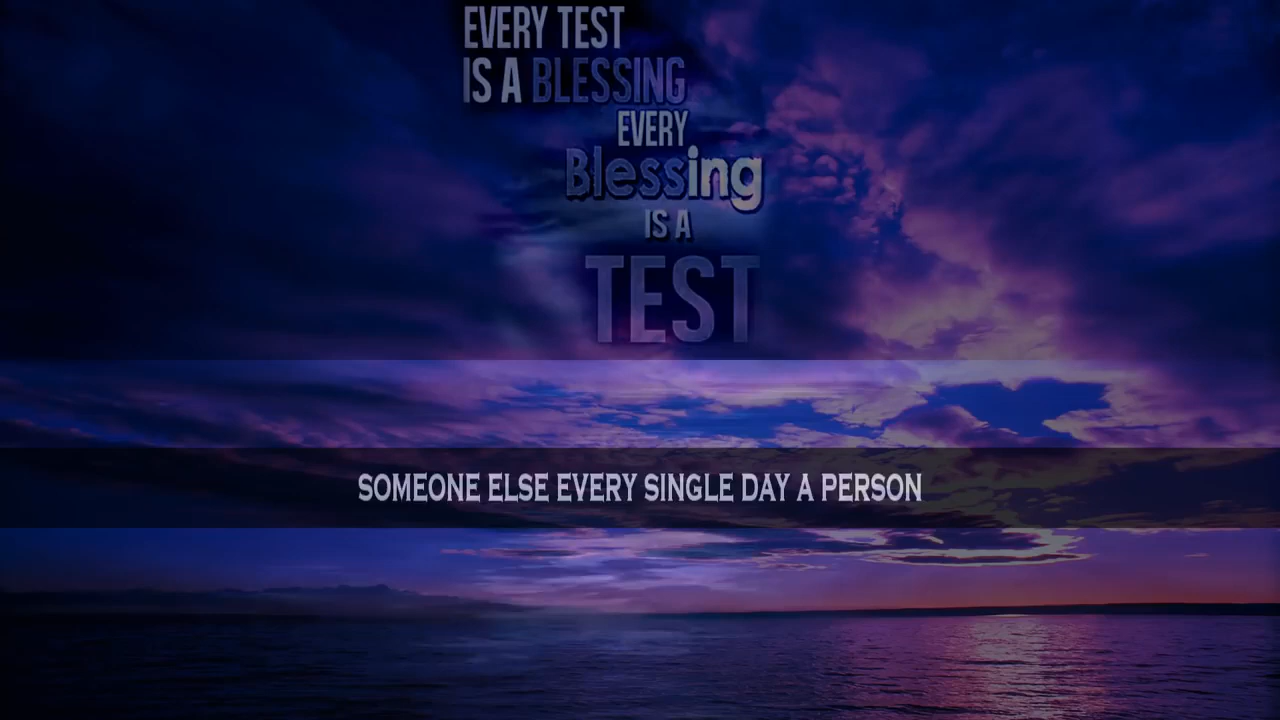 EVERY TEST
IS A BLESSING
EVERY
Blessing
IS A
TEST
SOMEONE ELSE EVERY SINGLE DAY A PERSON